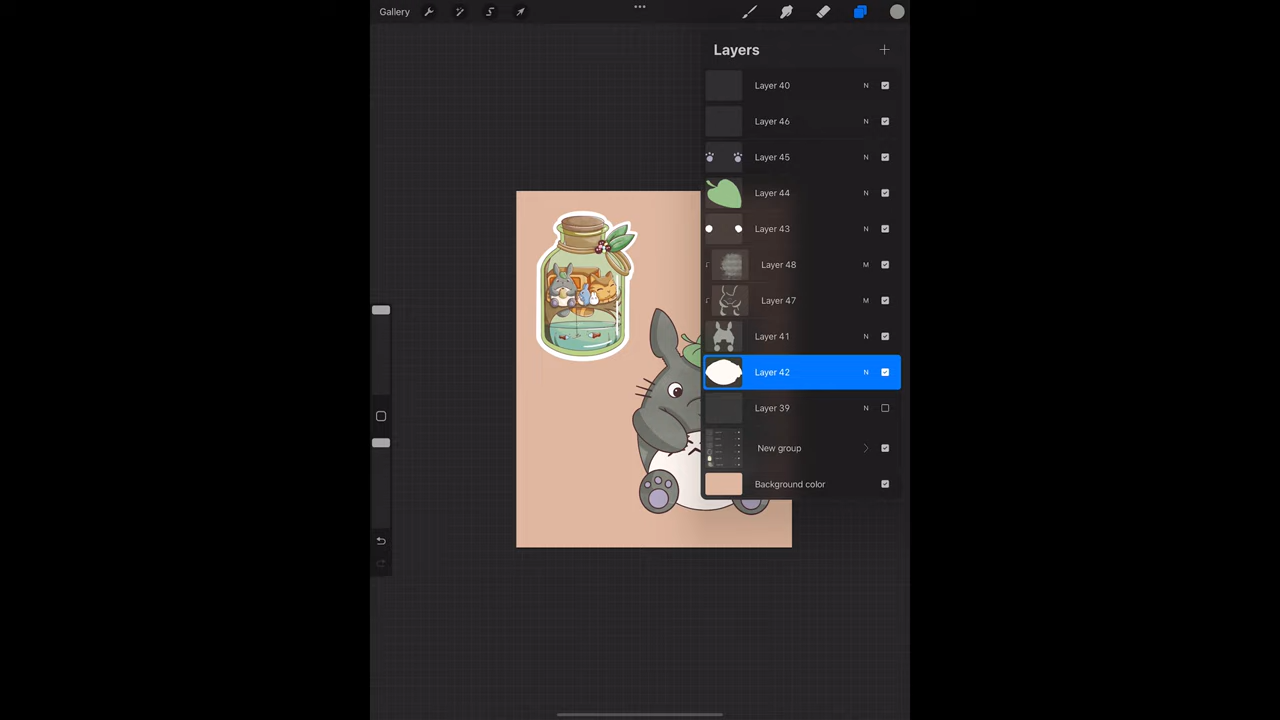 Gallery
Layers
Layer 40 N
Layer 46 N
Layer 45 N
Layer 44 N
Layer 43 N
Layer 48 M
Layer 47 M
Layer 41 N
Layer 42 N
Layer 39 N
New group
Background color